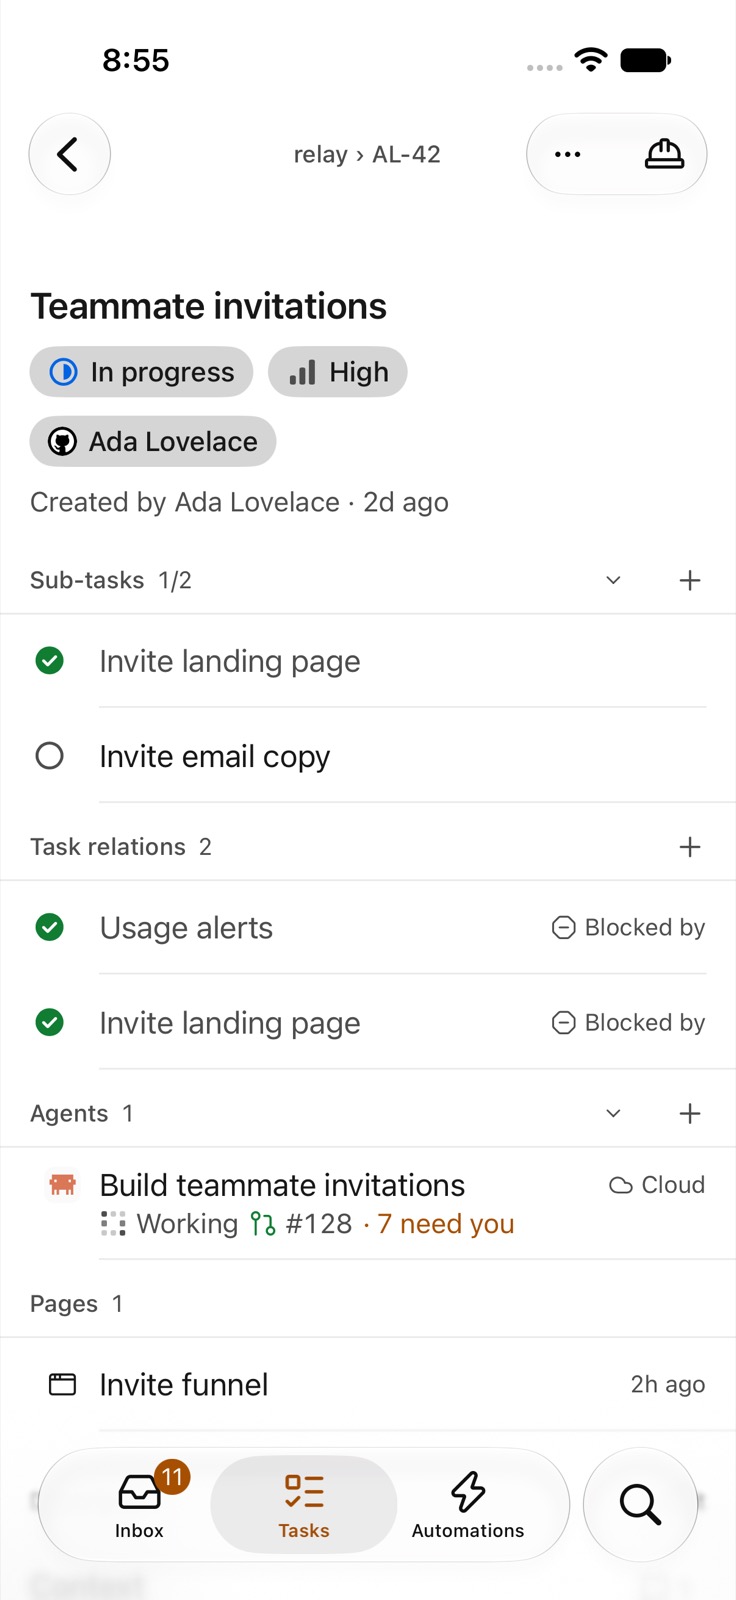 8:55
relay › AL-42
Teammate invitations
In progress
High
Ada Lovelace
Created by Ada Lovelace · 2d ago
Sub-tasks 1/2
Invite landing page
Invite email copy
Task relations 2
Usage alerts
Blocked by
Invite landing page
Blocked by
Agents 1
Build teammate invitations
Cloud
Working #128 · 7 need you
Pages 1
Invite funnel
2h ago
11
Inbox
Tasks
Automations